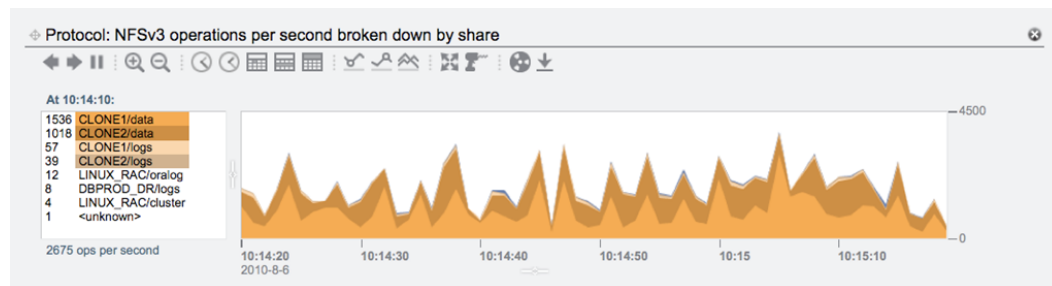 Protocol: NFSv3 operations per second broken down by share
At 10:14:10:
1536 CLONE1/data
1018 CLONE2/data
57 CLONE1/logs
39 CLONE2/logs
12 LINUX_RAC/oralog
8 DBPROD_DR/logs
4 LINUX_RAC/cluster
1 <unknown>
2675 ops per second
4500
0
10:14:20 10:14:30 10:14:40 10:14:50 10:15 10:15:10
2010-8-6